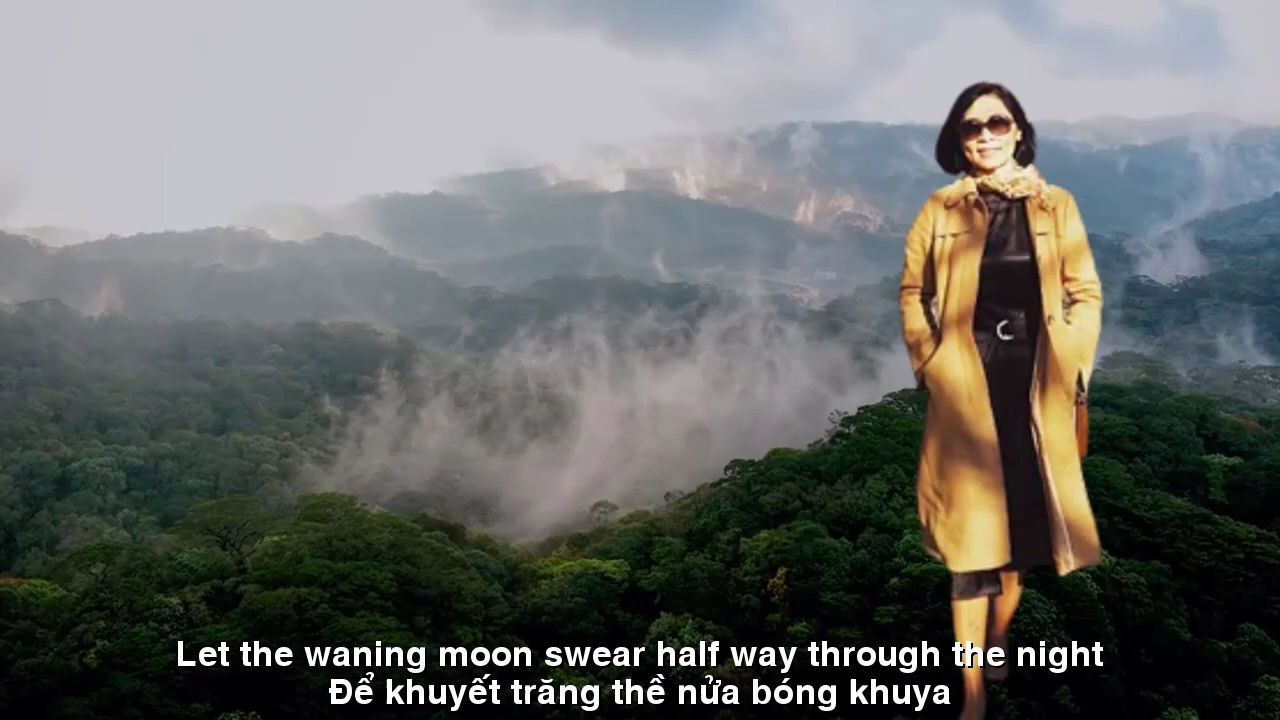 Let the waning moon swear half way through the night
Để khuyết trăng thề nửa bóng khuya